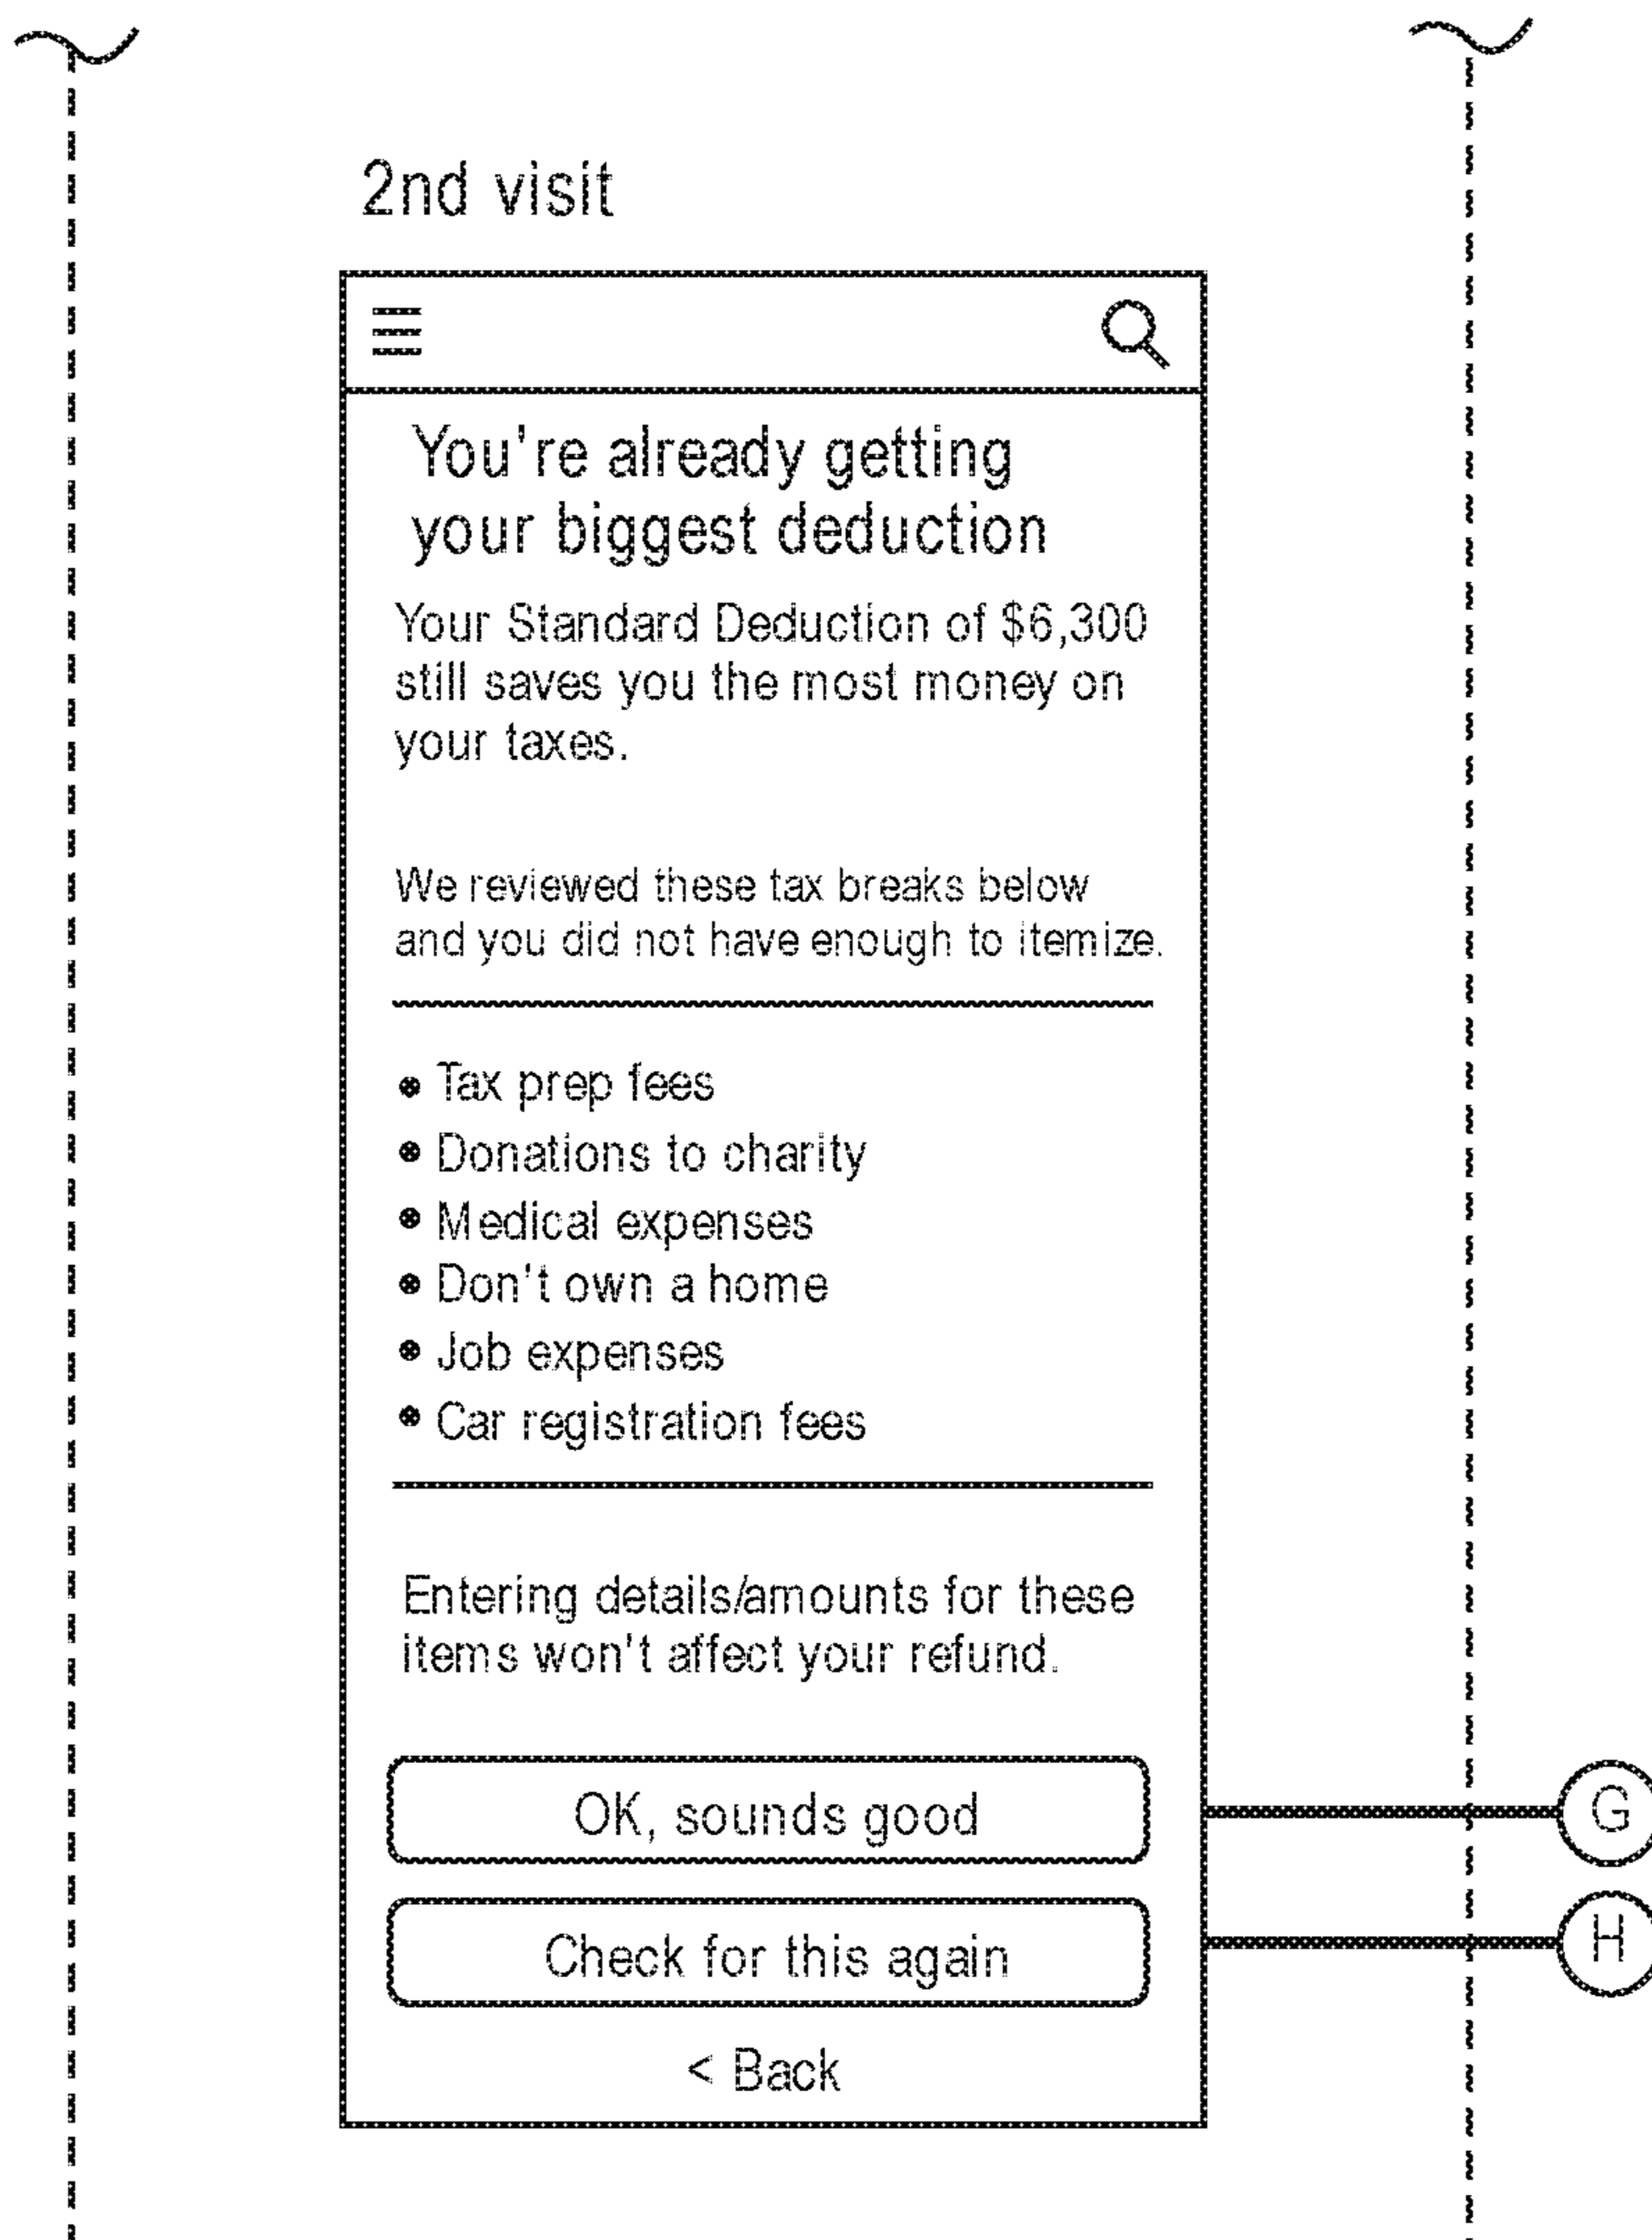 2nd visit
You're already getting
your biggest deduction
Your Standard Deduction of $6,300
still saves you the most money on
your taxes.
We reviewed these tax breaks below
and you did not have enough to itemize.
• Tax prep fees
• Donations to charity
• Medical expenses
• Don't own a home
• Job expenses
• Car registration fees
Entering details/amounts for these
items won't affect your refund.
OK, sounds good
G
Check for this again
H
< Back